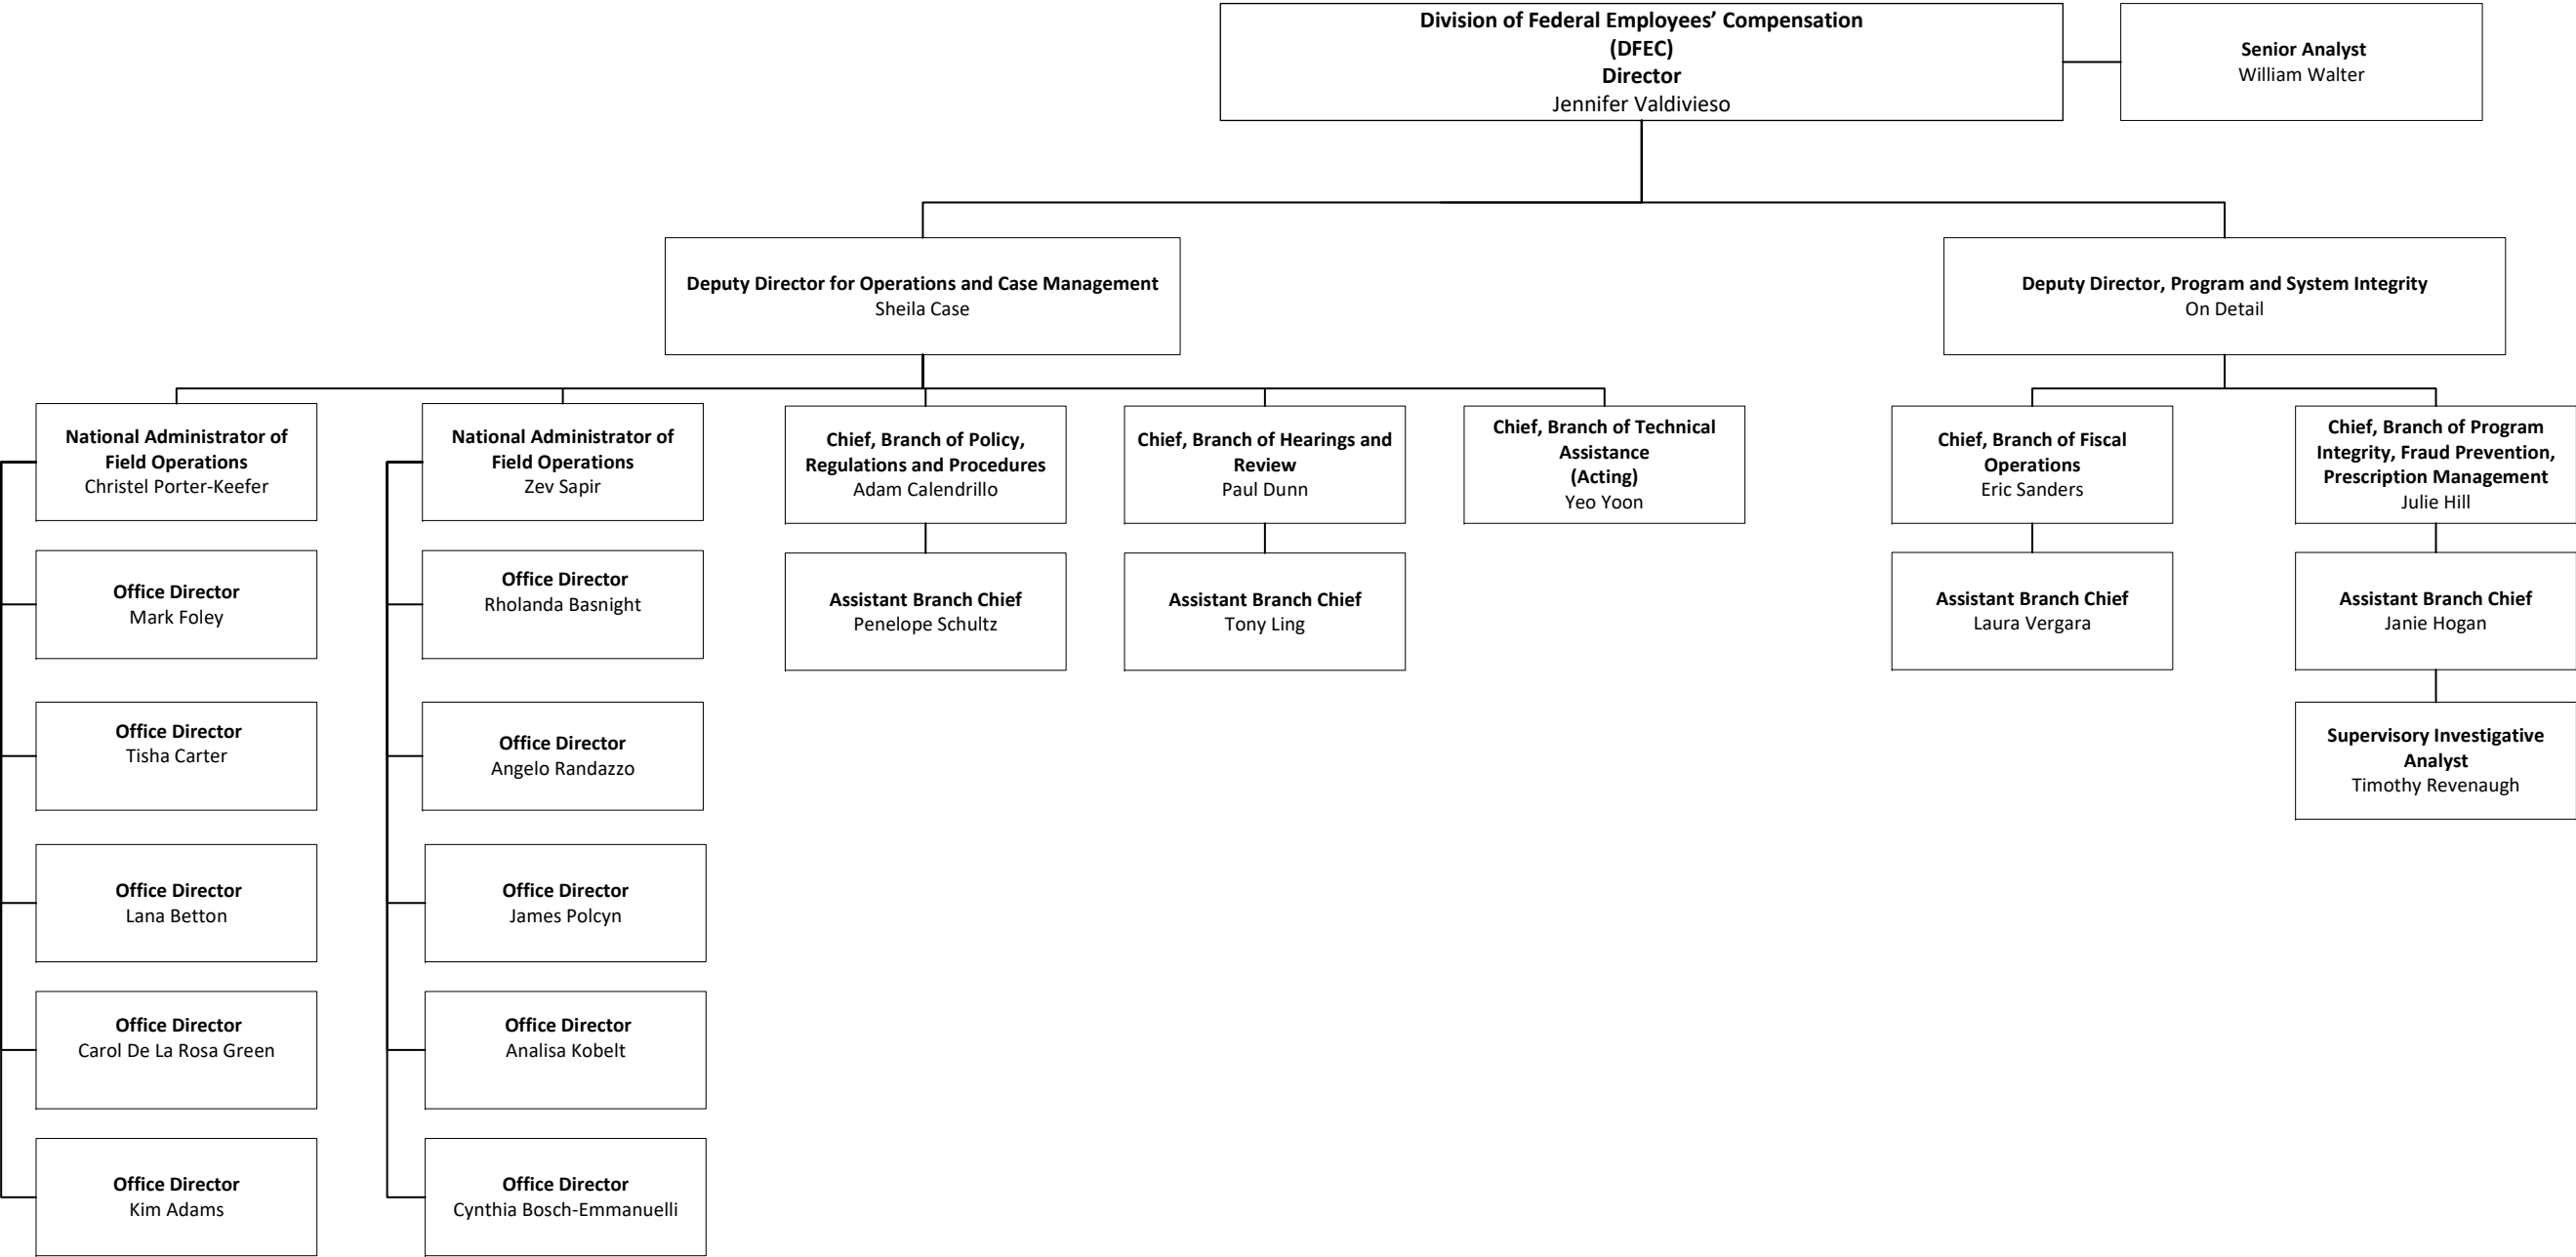 Division of Federal Employees’ Compensation
(DFEC)
Director
Jennifer Valdivieso
Senior Analyst
William Walter
Deputy Director for Operations and Case Management
Sheila Case
Deputy Director, Program and System Integrity
On Detail
National Administrator of
Field Operations
Christel Porter-Keefer
National Administrator of
Field Operations
Zev Sapir
Chief, Branch of Policy,
Regulations and Procedures
Adam Calendrillo
Chief, Branch of Hearings and
Review
Paul Dunn
Chief, Branch of Technical
Assistance
(Acting)
Yeo Yoon
Chief, Branch of Fiscal
Operations
Eric Sanders
Chief, Branch of Program
Integrity, Fraud Prevention,
Prescription Management
Julie Hill
Office Director
Mark Foley
Office Director
Rholanda Basnight
Assistant Branch Chief
Penelope Schultz
Assistant Branch Chief
Tony Ling
Assistant Branch Chief
Laura Vergara
Assistant Branch Chief
Janie Hogan
Office Director
Tisha Carter
Office Director
Angelo Randazzo
Supervisory Investigative
Analyst
Timothy Revenaugh
Office Director
Lana Betton
Office Director
James Polcyn
Office Director
Carol De La Rosa Green
Office Director
Analisa Kobelt
Office Director
Kim Adams
Office Director
Cynthia Bosch-Emmanuelli